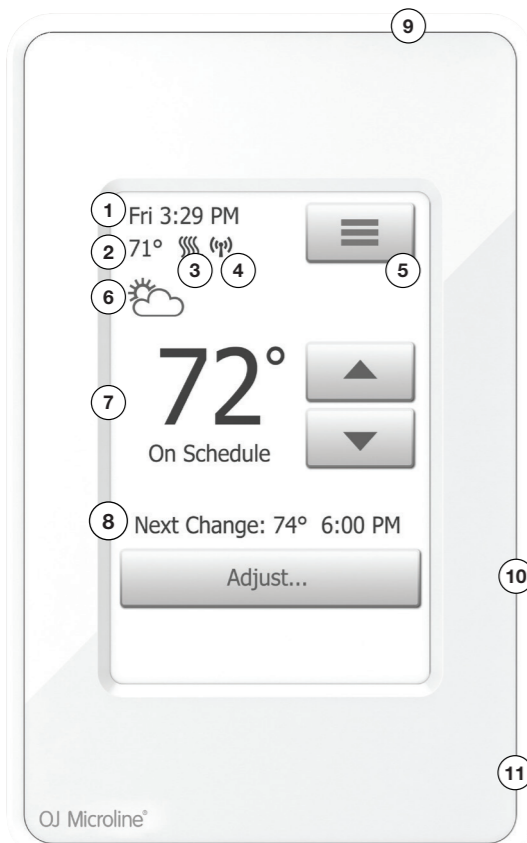 9
1 Fri 3:29 PM
2 71°
3 4
5
6
72°
7
On Schedule
8 Next Change: 74° 6:00 PM
Adjust...
10
11
OJ Microline®